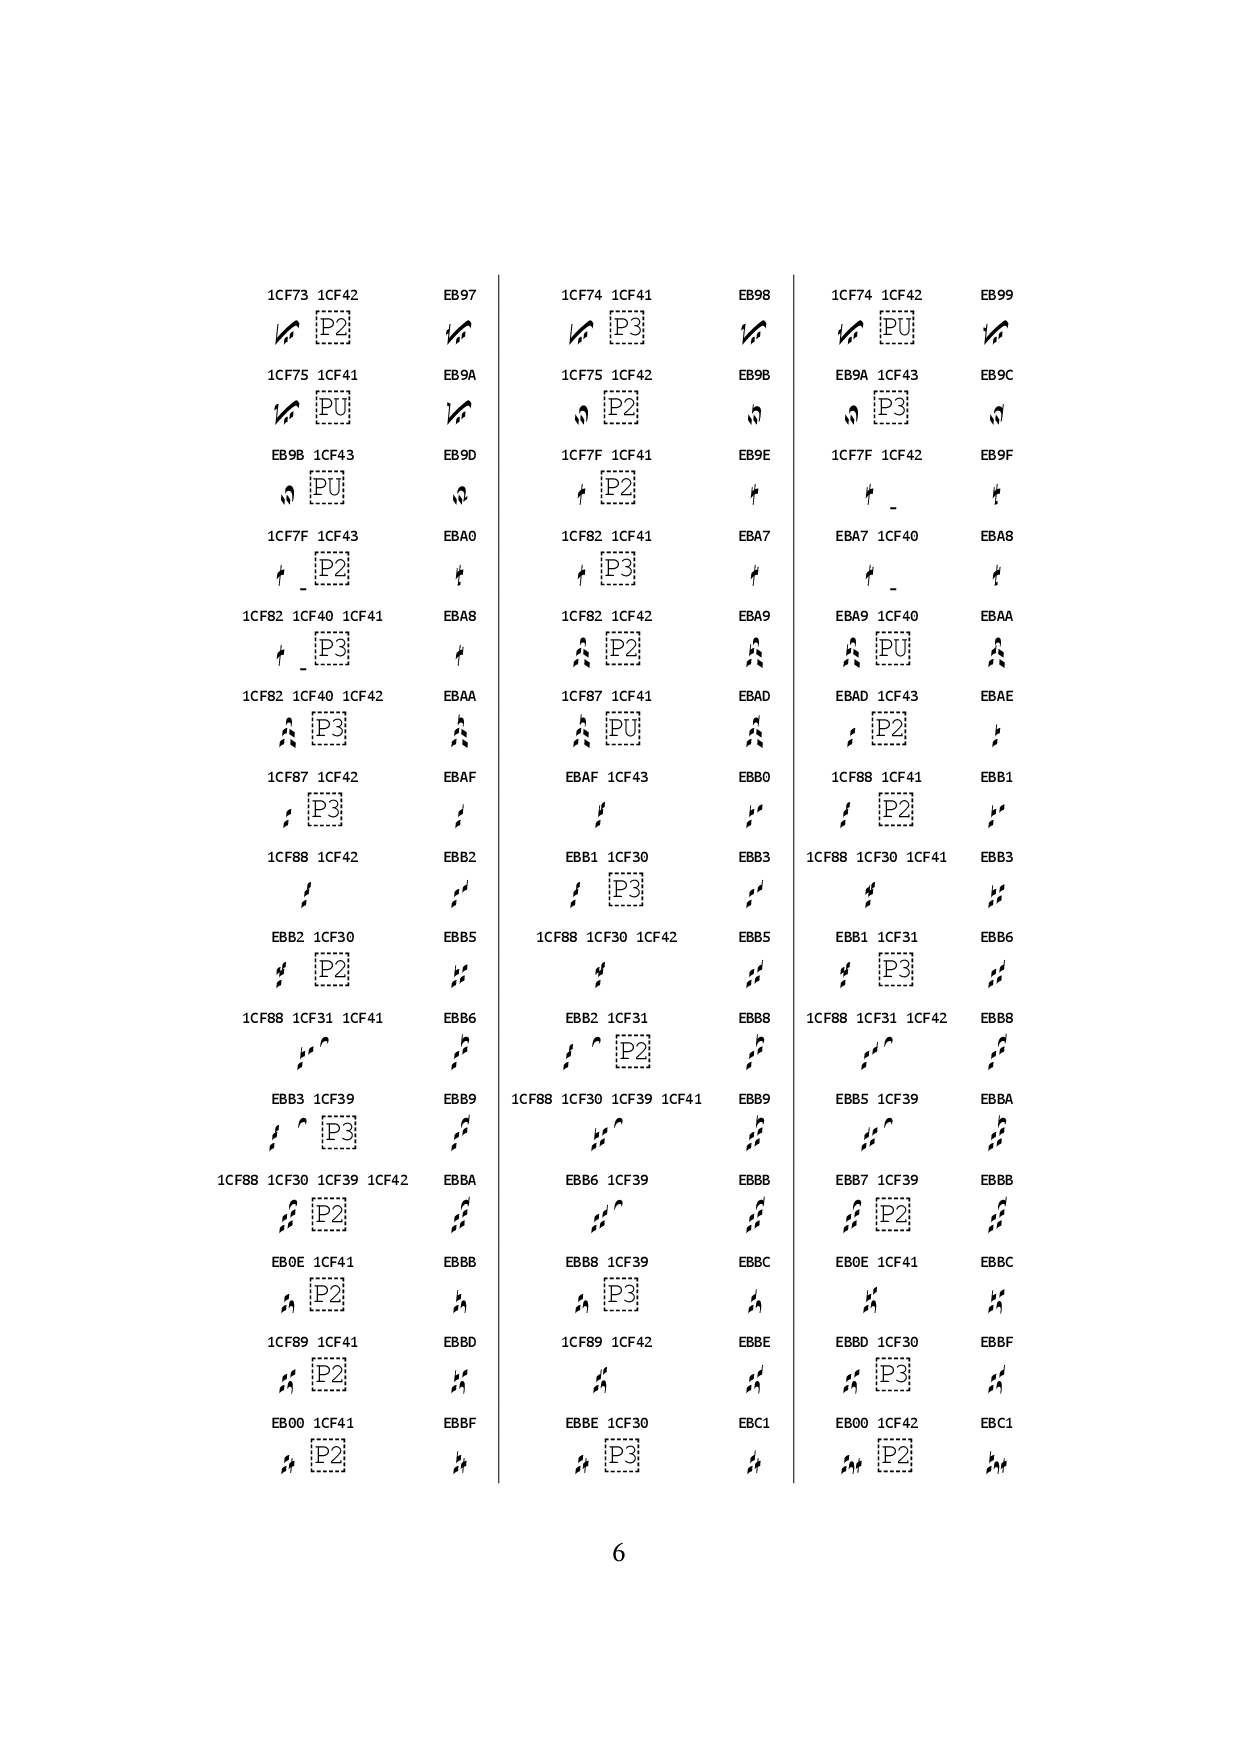 1CF73 1CF42 EB97 1CF74 1CF41 EB98 1CF74 1CF42 EB99
P2 P3 PU
1CF75 1CF41 EB9A 1CF75 1CF42 EB9B EB9A 1CF43 EB9C
PU P2 P3
EB9B 1CF43 EB9D 1CF7F 1CF41 EB9E 1CF7F 1CF42 EB9F
PU P2
1CF7F 1CF43 EBA0 1CF82 1CF41 EBA7 EBA7 1CF40 EBA8
P2 P3
1CF82 1CF40 1CF41 EBA8 1CF82 1CF42 EBA9 EBA9 1CF40 EBAA
P3 P2 PU
1CF82 1CF40 1CF42 EBAA 1CF87 1CF41 EBAD EBAD 1CF43 EBAE
P3 PU P2
1CF87 1CF42 EBAF EBAF 1CF43 EBB0 1CF88 1CF41 EBB1
P3 P2
1CF88 1CF42 EBB2 EBB1 1CF30 EBB3 1CF88 1CF30 1CF41 EBB3
P3
EBB2 1CF30 EBB5 1CF88 1CF30 1CF42 EBB5 EBB1 1CF31 EBB6
P2 P3
1CF88 1CF31 1CF41 EBB6 EBB2 1CF31 EBB8 1CF88 1CF31 1CF42 EBB8
P2
EBB3 1CF39 EBB9 1CF88 1CF30 1CF39 1CF41 EBB9 EBB5 1CF39 EBBA
P3
1CF88 1CF30 1CF39 1CF42 EBBA EBB6 1CF39 EBBB EBB7 1CF39 EBBB
P2 P2
EB0E 1CF41 EBBB EBB8 1CF39 EBBC EB0E 1CF41 EBBC
P2 P3
1CF89 1CF41 EBBD 1CF89 1CF42 EBBE EBBD 1CF30 EBBF
P2 P3
EB00 1CF41 EBBF EBBE 1CF30 EBC1 EB00 1CF42 EBC1
P2 P3 P2
6